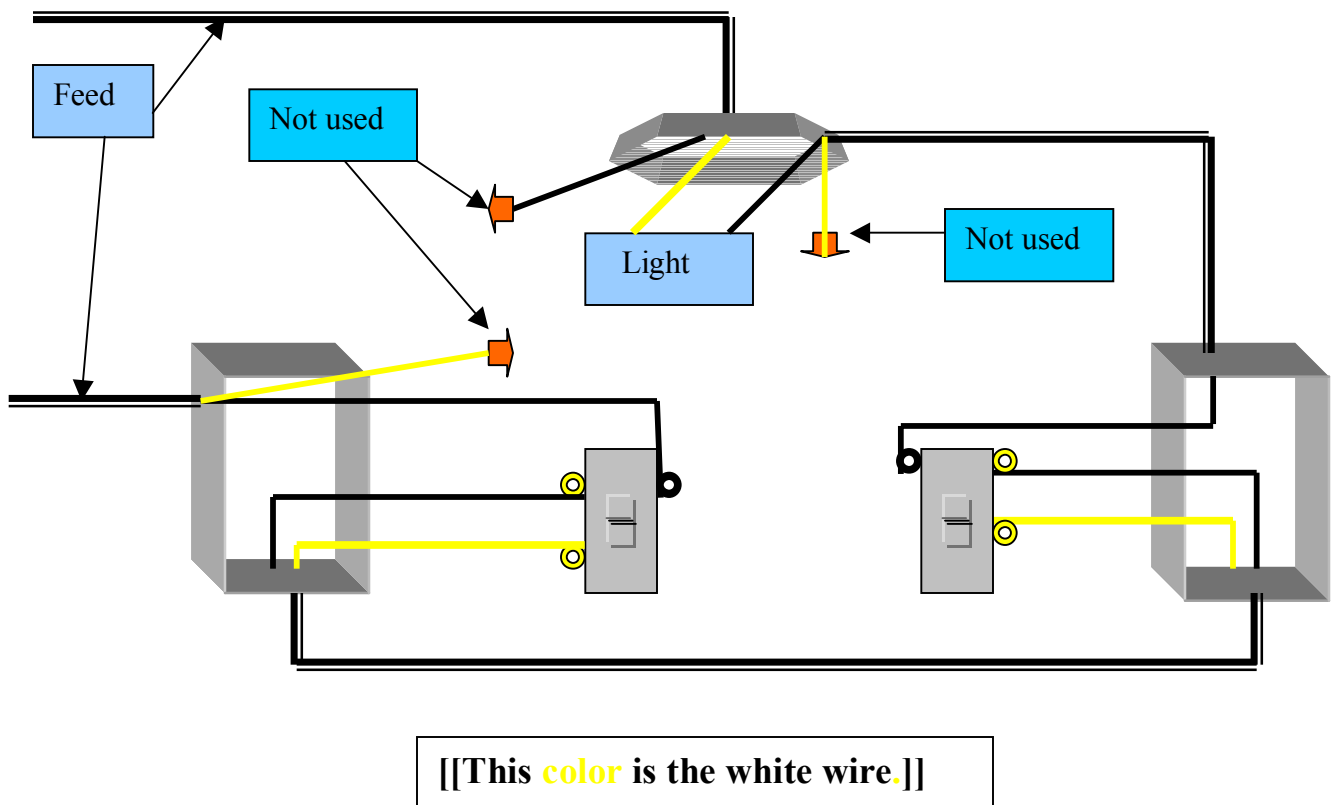 Feed
Not used
Light
Not used
[[This color is the white wire.]]